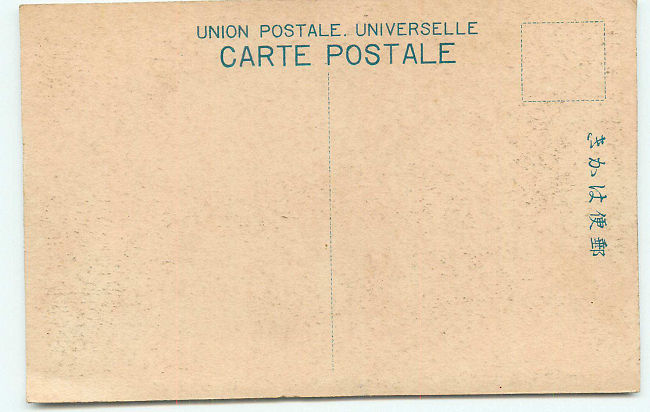 UNION POSTALE. UNIVERSELLE
CARTE POSTALE
郵便はかき